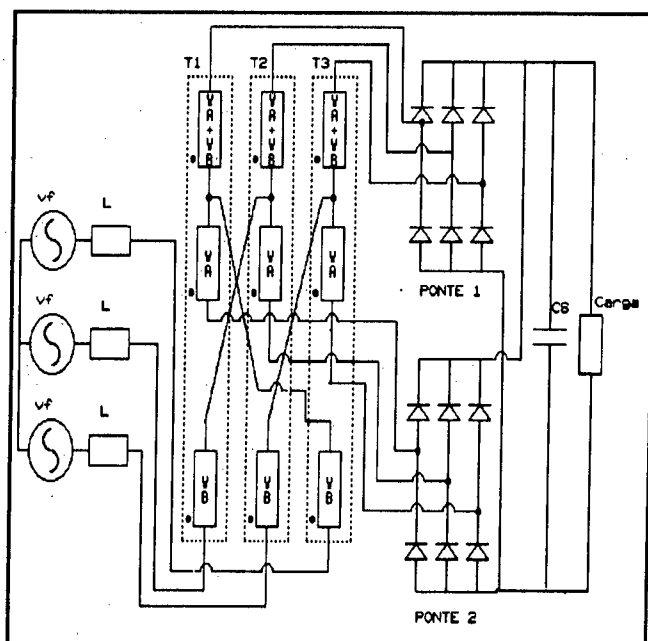 T1 T2 T3
VA+VB VA+VB VA+VB
vf L
VA VA VA
PONTE 1
C6 Carga
vf L
vf L
VB VB VB
PONTE 2